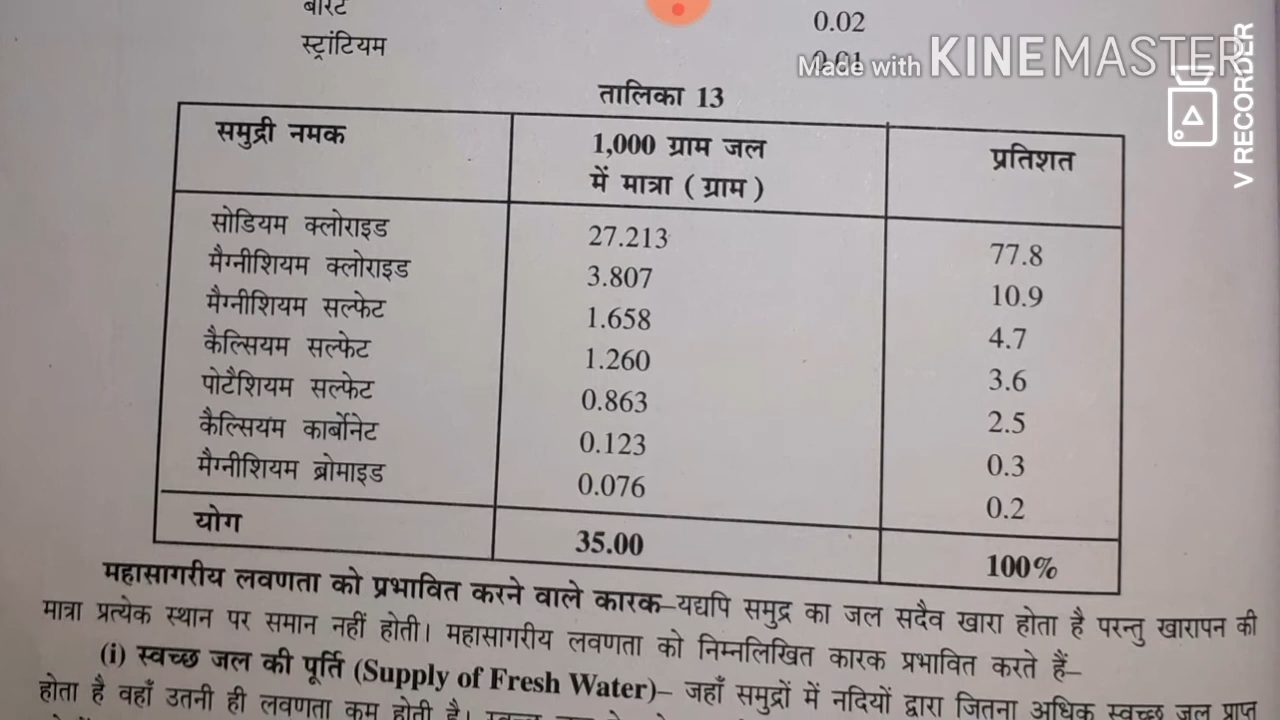 बोरेट 0.02
स्ट्रांटियम 0.01
Made with KINEMASTER
V RECORDER
तालिका 13
समुद्री नमक 1,000 ग्राम जल में मात्रा ( ग्राम ) प्रतिशत
सोडियम क्लोराइड 27.213 77.8
मैग्नीशियम क्लोराइड 3.807 10.9
मैग्नीशियम सल्फेट 1.658 4.7
कैल्सियम सल्फेट 1.260 3.6
पोटैशियम सल्फेट 0.863 2.5
कैल्सियम कार्बोनेट 0.123 0.3
मैग्नीशियम ब्रोमाइड 0.076 0.2
योग 35.00 100%
महासागरीय लवणता को प्रभावित करने वाले कारक–यद्यपि समुद्र का जल सदैव खारा होता है परन्तु खारापन की
मात्रा प्रत्येक स्थान पर समान नहीं होती। महासागरीय लवणता को निम्नलिखित कारक प्रभावित करते हैं–
(i) स्वच्छ जल की पूर्ति (Supply of Fresh Water)– जहाँ समुद्रों में नदियों द्वारा जितना अधिक स्वच्छ जल प्राप्त
होता है वहाँ उतनी ही लवणता कम होती है।